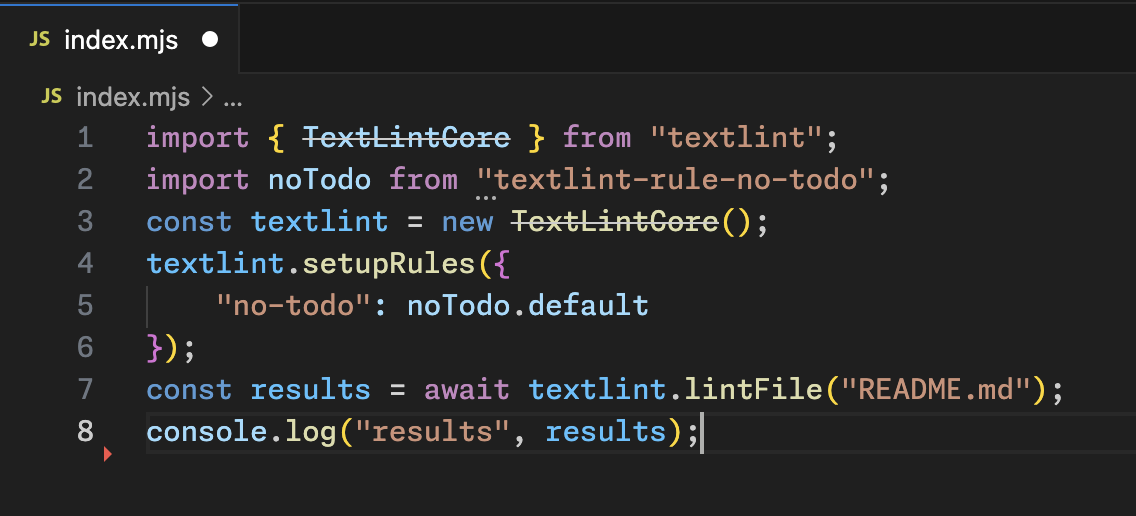 JS index.mjs
JS index.mjs > ...
1 import { TextLintCore } from "textlint";
2 import noTodo from "textlint-rule-no-todo";
3 const textlint = new TextLintCore();
4 textlint.setupRules({
5     "no-todo": noTodo.default
6 });
7 const results = await textlint.lintFile("README.md");
8 console.log("results", results);